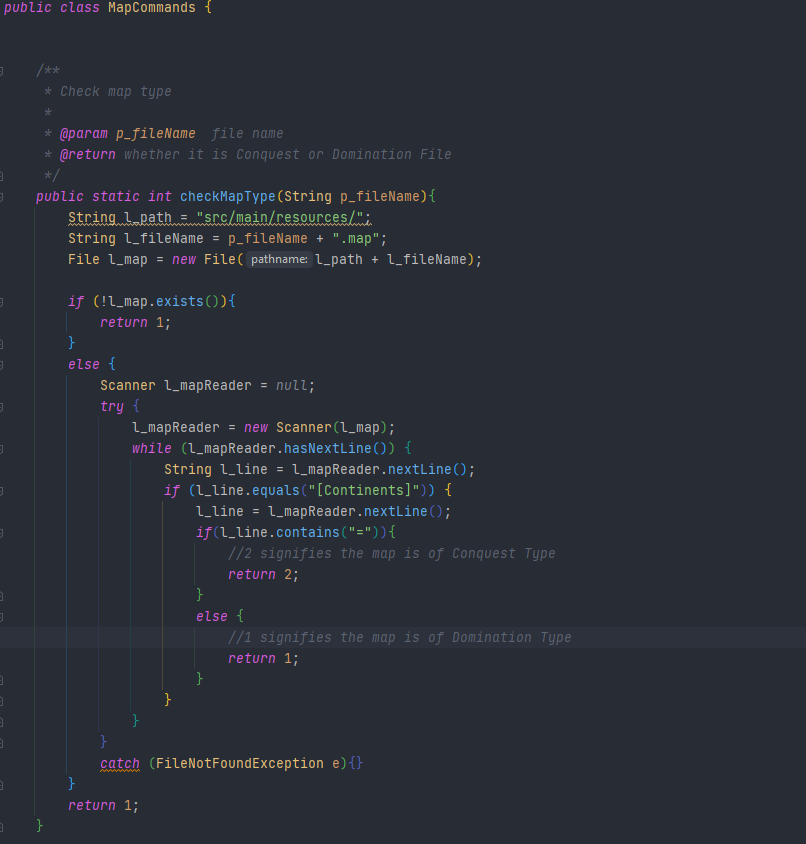 public class MapCommands {
/**
* Check map type
*
* @param p_fileName  file name
* @return whether it is Conquest or Domination File
*/
public static int checkMapType(String p_fileName){
String l_path = "src/main/resources/";
String l_fileName = p_fileName + ".map";
File l_map = new File( pathname: l_path + l_fileName);
if (!l_map.exists()){
return 1;
}
else {
Scanner l_mapReader = null;
try {
l_mapReader = new Scanner(l_map);
while (l_mapReader.hasNextLine()) {
String l_line = l_mapReader.nextLine();
if (l_line.equals("[Continents]")) {
l_line = l_mapReader.nextLine();
if(l_line.contains("=")){
//2 signifies the map is of Conquest Type
return 2;
}
else {
//1 signifies the map is of Domination Type
return 1;
}
}
}
}
catch (FileNotFoundException e){}
}
return 1;
}